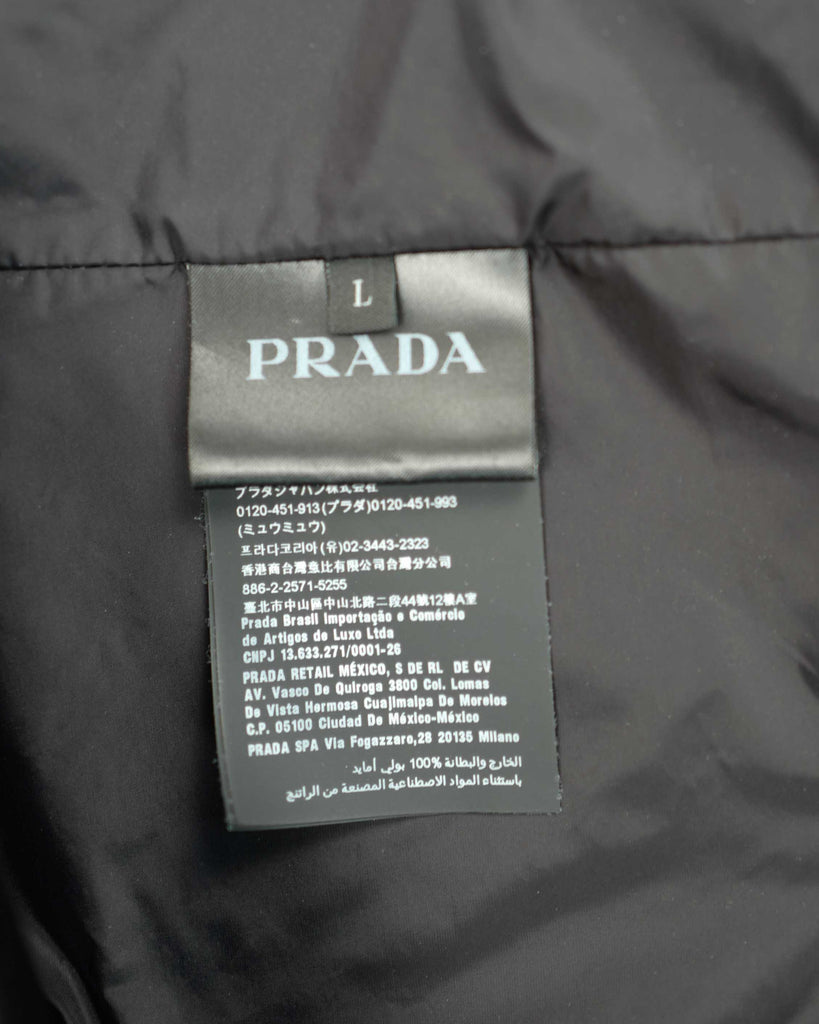 L
PRADA
プラダジャパン株式会社
0120-451-913(プラダ)0120-451-993
(ミュウミュウ)
프라다코리아(유)02-3443-2323
香港商台灣意比有限公司台灣分公司
886-2-2571-5255
臺北市中山區中山北路二段44號12樓A室
Prada Brasil Importação e Comércio
de Artigos de Luxo Ltda
CNPJ 13.633.271/0001-26
PRADA RETAIL MÉXICO, S DE RL DE CV
AV. Vasco De Quiroga 3800 Col. Lomas
De Vista Hermosa Cuajimalpa De Morelos
C.P. 05100 Ciudad De México-México
PRADA SPA Via Fogazzaro,28 20135 Milano
الخارج والبطانة 100% بولي أمايد
باستثناء المواد الاصطناعية المصنعة من الراتنج